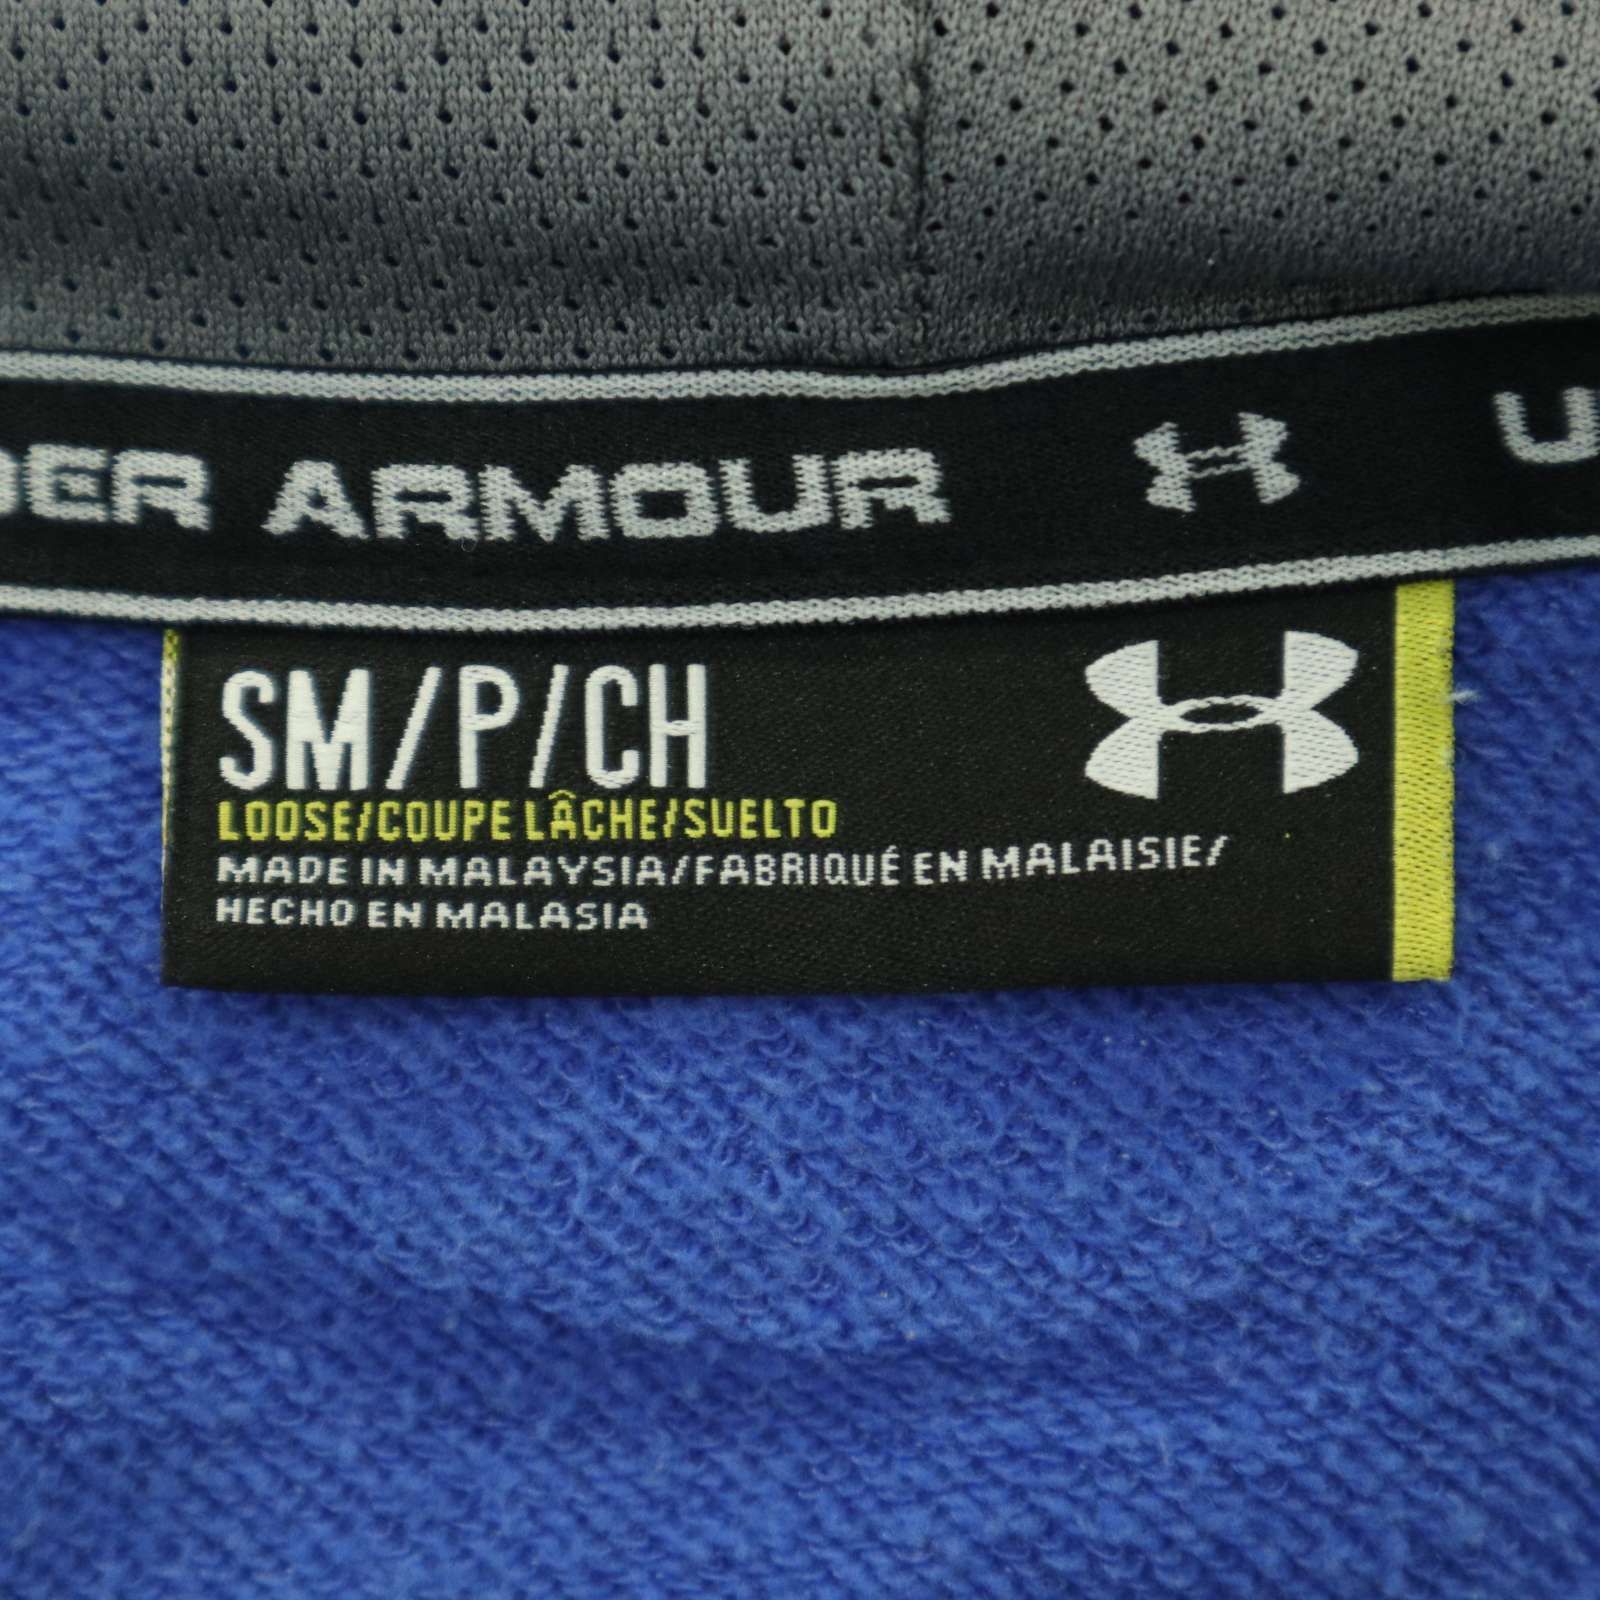 DER ARMOUR U
SM/P/CH
LOOSE/COUPE LÂCHE/SUELTO
MADE IN MALAYSIA/FABRIQUÉ EN MALAISIE/
HECHO EN MALASIA